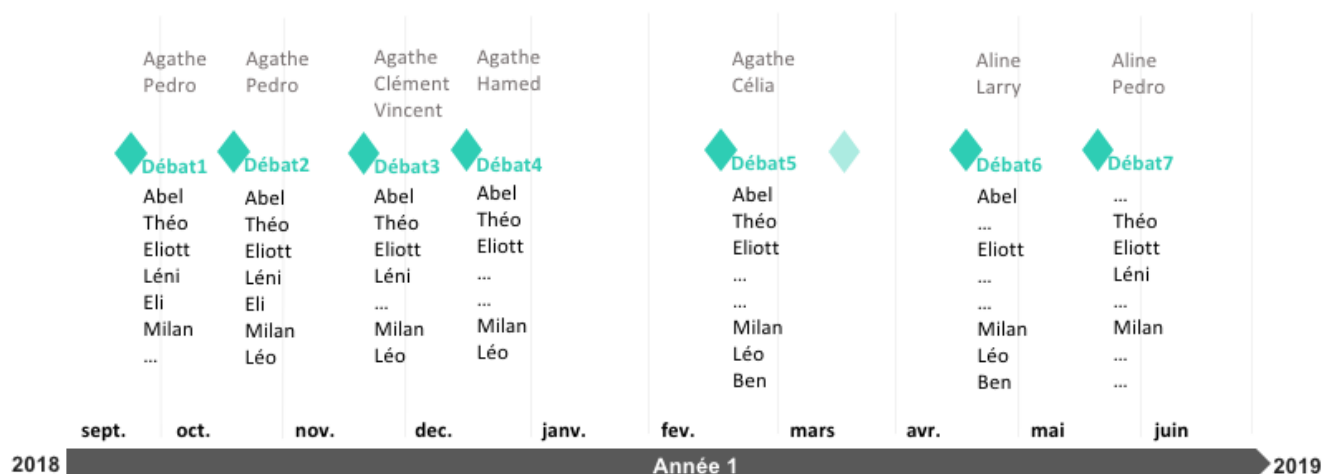 Agathe
Pedro
Agathe
Pedro
Agathe
Clément
Vincent
Agathe
Hamed
Agathe
Célia
Aline
Larry
Aline
Pedro
Débat1
Abel
Théo
Eliott
Léni
Eli
Milan
...
Débat2
Abel
Théo
Eliott
Léni
Eli
Milan
Léo
Débat3
Abel
Théo
Eliott
Léni
...
Milan
Léo
Débat4
Abel
Théo
Eliott
...
...
Milan
Léo
Débat5
Abel
Théo
Eliott
...
...
Milan
Léo
Ben
Débat6
Abel
...
Eliott
...
...
Milan
Léo
Ben
Débat7
...
Théo
Eliott
Léni
...
Milan
...
...
sept. oct. nov. dec. janv. fev. mars avr. mai juin
2018 Année 1 2019